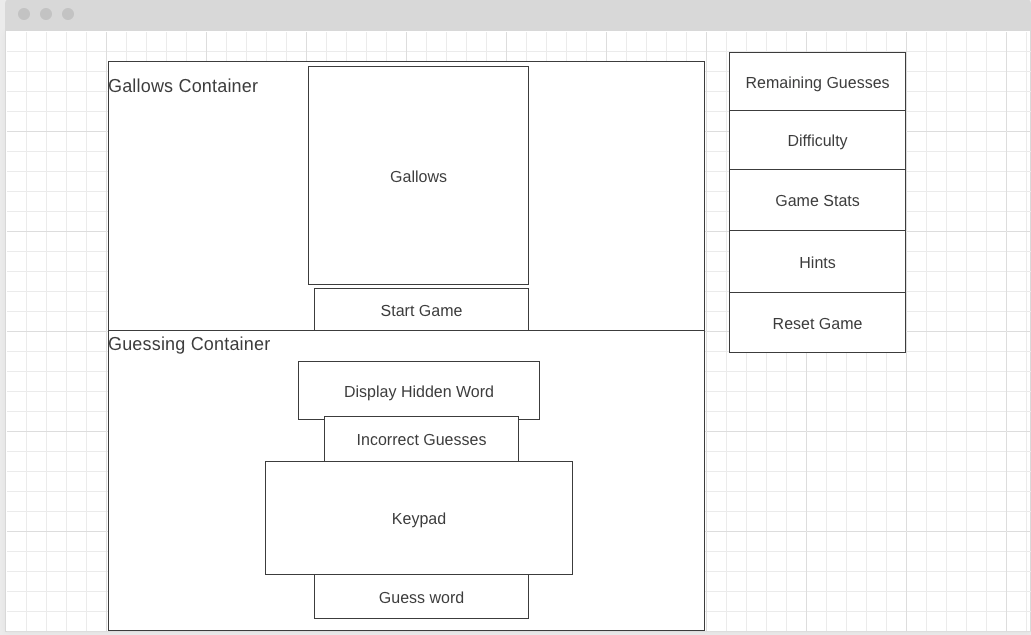 Gallows Container
Gallows
Start Game
Guessing Container
Display Hidden Word
Incorrect Guesses
Keypad
Guess word
Remaining Guesses
Difficulty
Game Stats
Hints
Reset Game